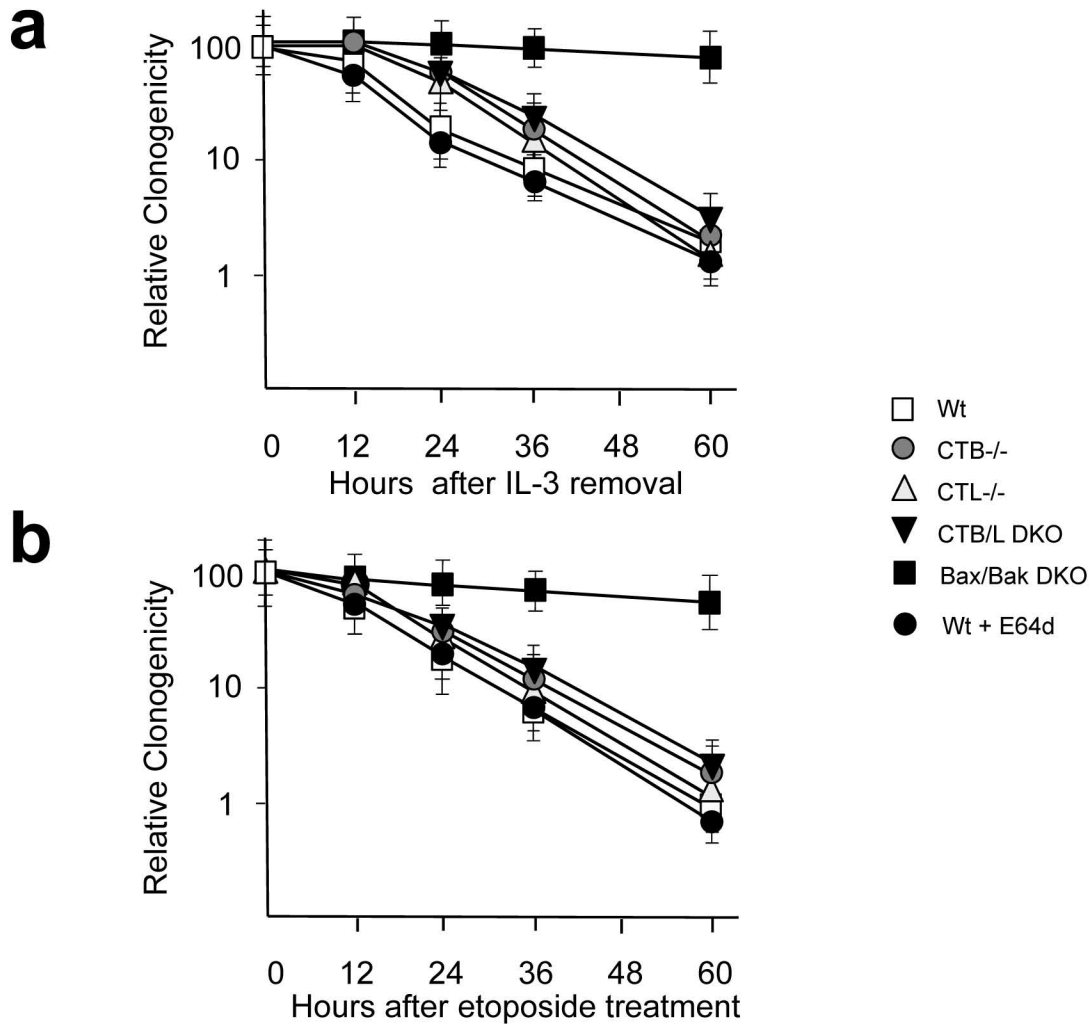 a
Relative Clonogenicity
100
10
1
0 12 24 36 48 60
Hours after IL-3 removal
Wt
CTB-/-
CTL-/-
CTB/L DKO
Bax/Bak DKO
Wt + E64d
b
Relative Clonogenicity
100
10
1
0 12 24 36 48 60
Hours after etoposide treatment